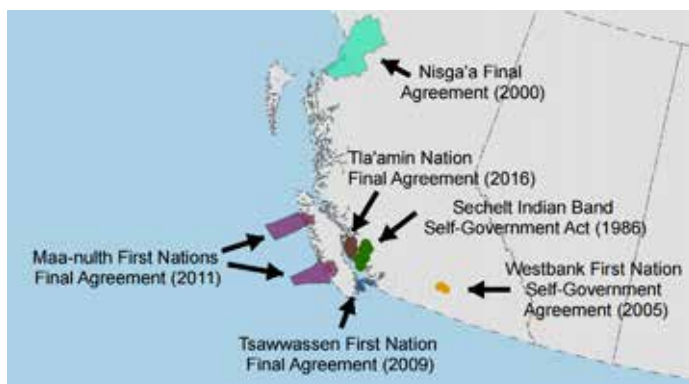 Nisga'a Final
Agreement (2000)
Tla'amin Nation
Final Agreement (2016)
Sechelt Indian Band
Self-Government Act (1986)
Maa-nulth First Nations
Final Agreement (2011)
Westbank First Nation
Self-Government
Agreement (2005)
Tsawwassen First Nation
Final Agreement (2009)